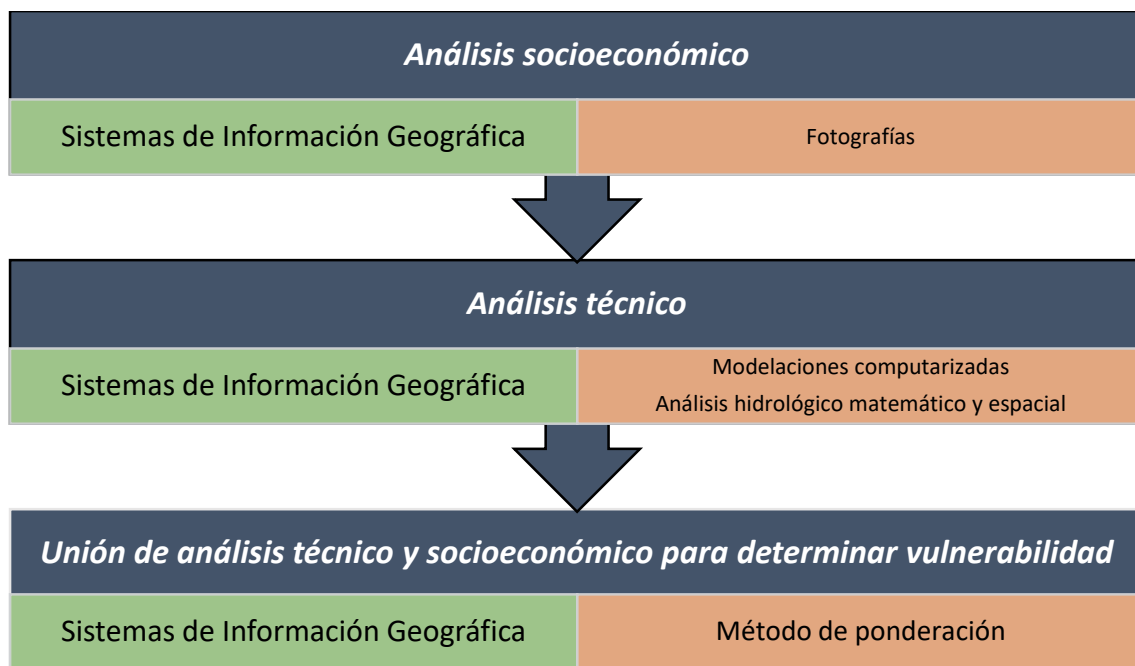 Análisis socioeconómico
Sistemas de Información Geográfica
Fotografías
Análisis técnico
Sistemas de Información Geográfica
Modelaciones computarizadas
Análisis hidrológico matemático y espacial
Unión de análisis técnico y socioeconómico para determinar vulnerabilidad
Sistemas de Información Geográfica
Método de ponderación